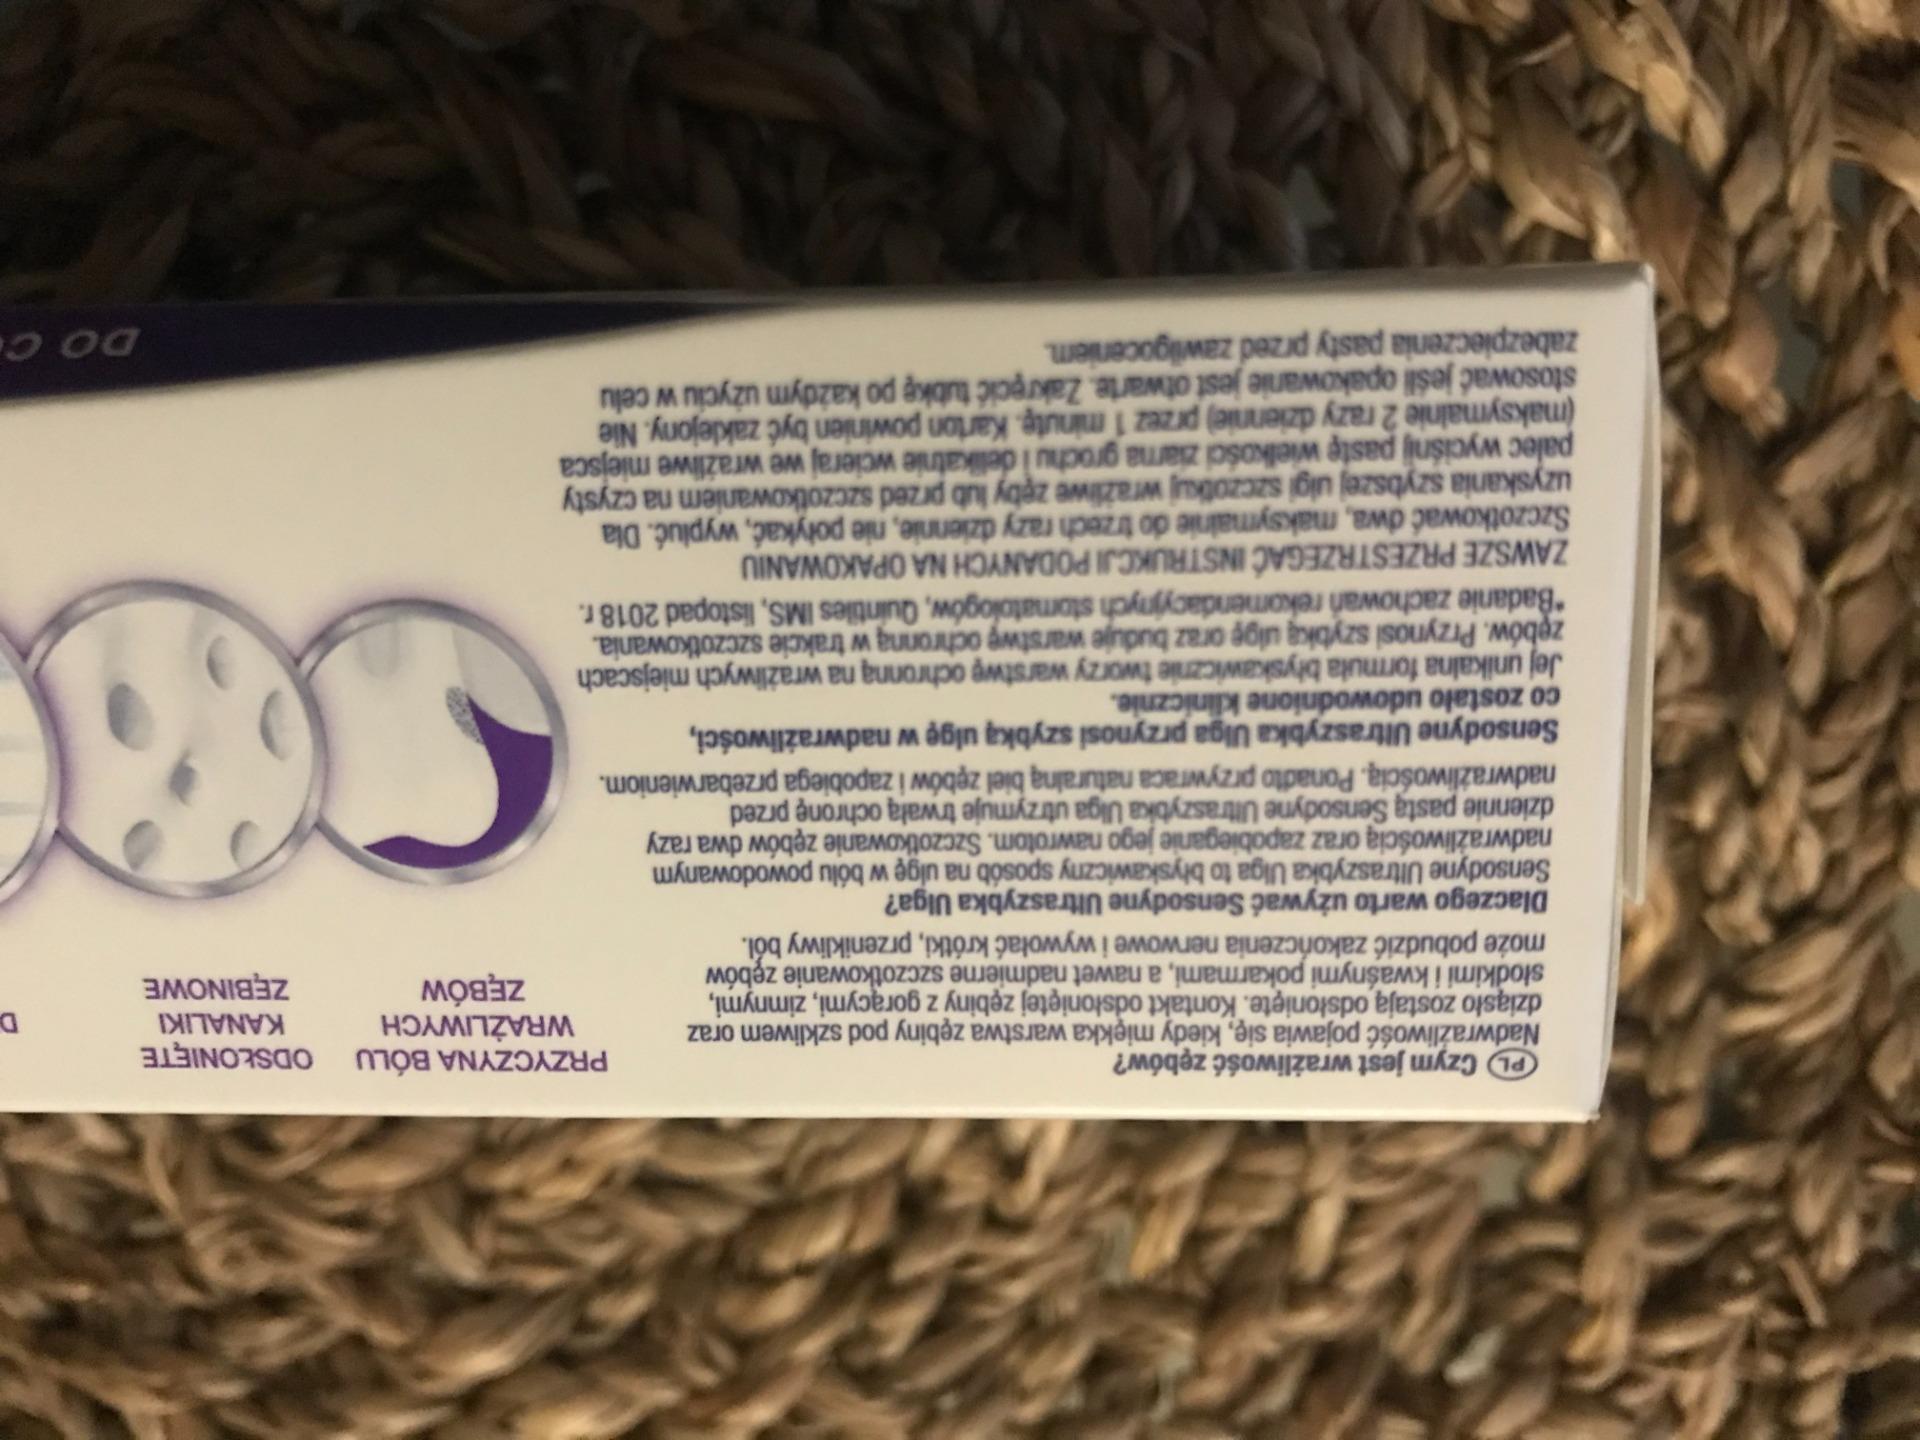 PL Czym jest wrażliwość zębów?
Nadwrażliwość pojawia się, kiedy miękka warstwa zębiny pod szkliwem oraz
dziąsło zostają odsłonięte. Kontakt odsłoniętej zębiny z gorącymi, zimnymi,
słodkimi i kwaśnymi pokarmami, a nawet nadmierne szczotkowanie zębów
może pobudzić zakończenia nerwowe i wywołać krótki, przenikliwy ból.
Dlaczego warto używać Sensodyne Ultraszybka Ulga?
Sensodyne Ultraszybka Ulga to błyskawiczny sposób na ulgę w bólu powodowanym
nadwrażliwością oraz zapobieganie jego nawrotom. Szczotkowanie zębów dwa razy
dziennie pastą Sensodyne Ultraszybka Ulga utrzymuje trwałą ochronę przed
nadwrażliwością. Ponadto przywraca naturalną biel zębów i zapobiega przebarwieniom.
Sensodyne Ultraszybka Ulga przynosi szybką ulgę w nadwrażliwości,
co zostało udowodnione klinicznie.
Jej unikalna formuła błyskawicznie tworzy warstwę ochronną na wrażliwych miejscach
zębów. Przynosi szybką ulgę oraz buduje warstwę ochronną w trakcie szczotkowania.
*Badanie zachowań rekomendacyjnych stomatologów, Quintiles IMS, listopad 2018 r.
ZAWSZE PRZESTRZEGAĆ INSTRUKCJI PODANYCH NA OPAKOWANIU
Szczotkować dwa, maksymalnie do trzech razy dziennie, nie połykać, wypluć. Dla
uzyskania szybszej ulgi szczotkuj wrażliwe zęby lub przed szczotkowaniem na czysty
palec wyciśnij pastę wielkości ziarna grochu i delikatnie wcieraj we wrażliwe miejsca
(maksymalnie 2 razy dziennie) przez 1 minutę. Karton powinien być zaklejony. Nie
stosować jeśli opakowanie jest otwarte. Zakręcić tubkę po każdym użyciu w celu
zabezpieczenia pasty przed zawilgoceniem.
PRZYCZYNA BÓLU
WRAŻLIWYCH
ZĘBÓW
ODSŁONIĘTE
KANALIKI
ZĘBINOWE
D
DO CO